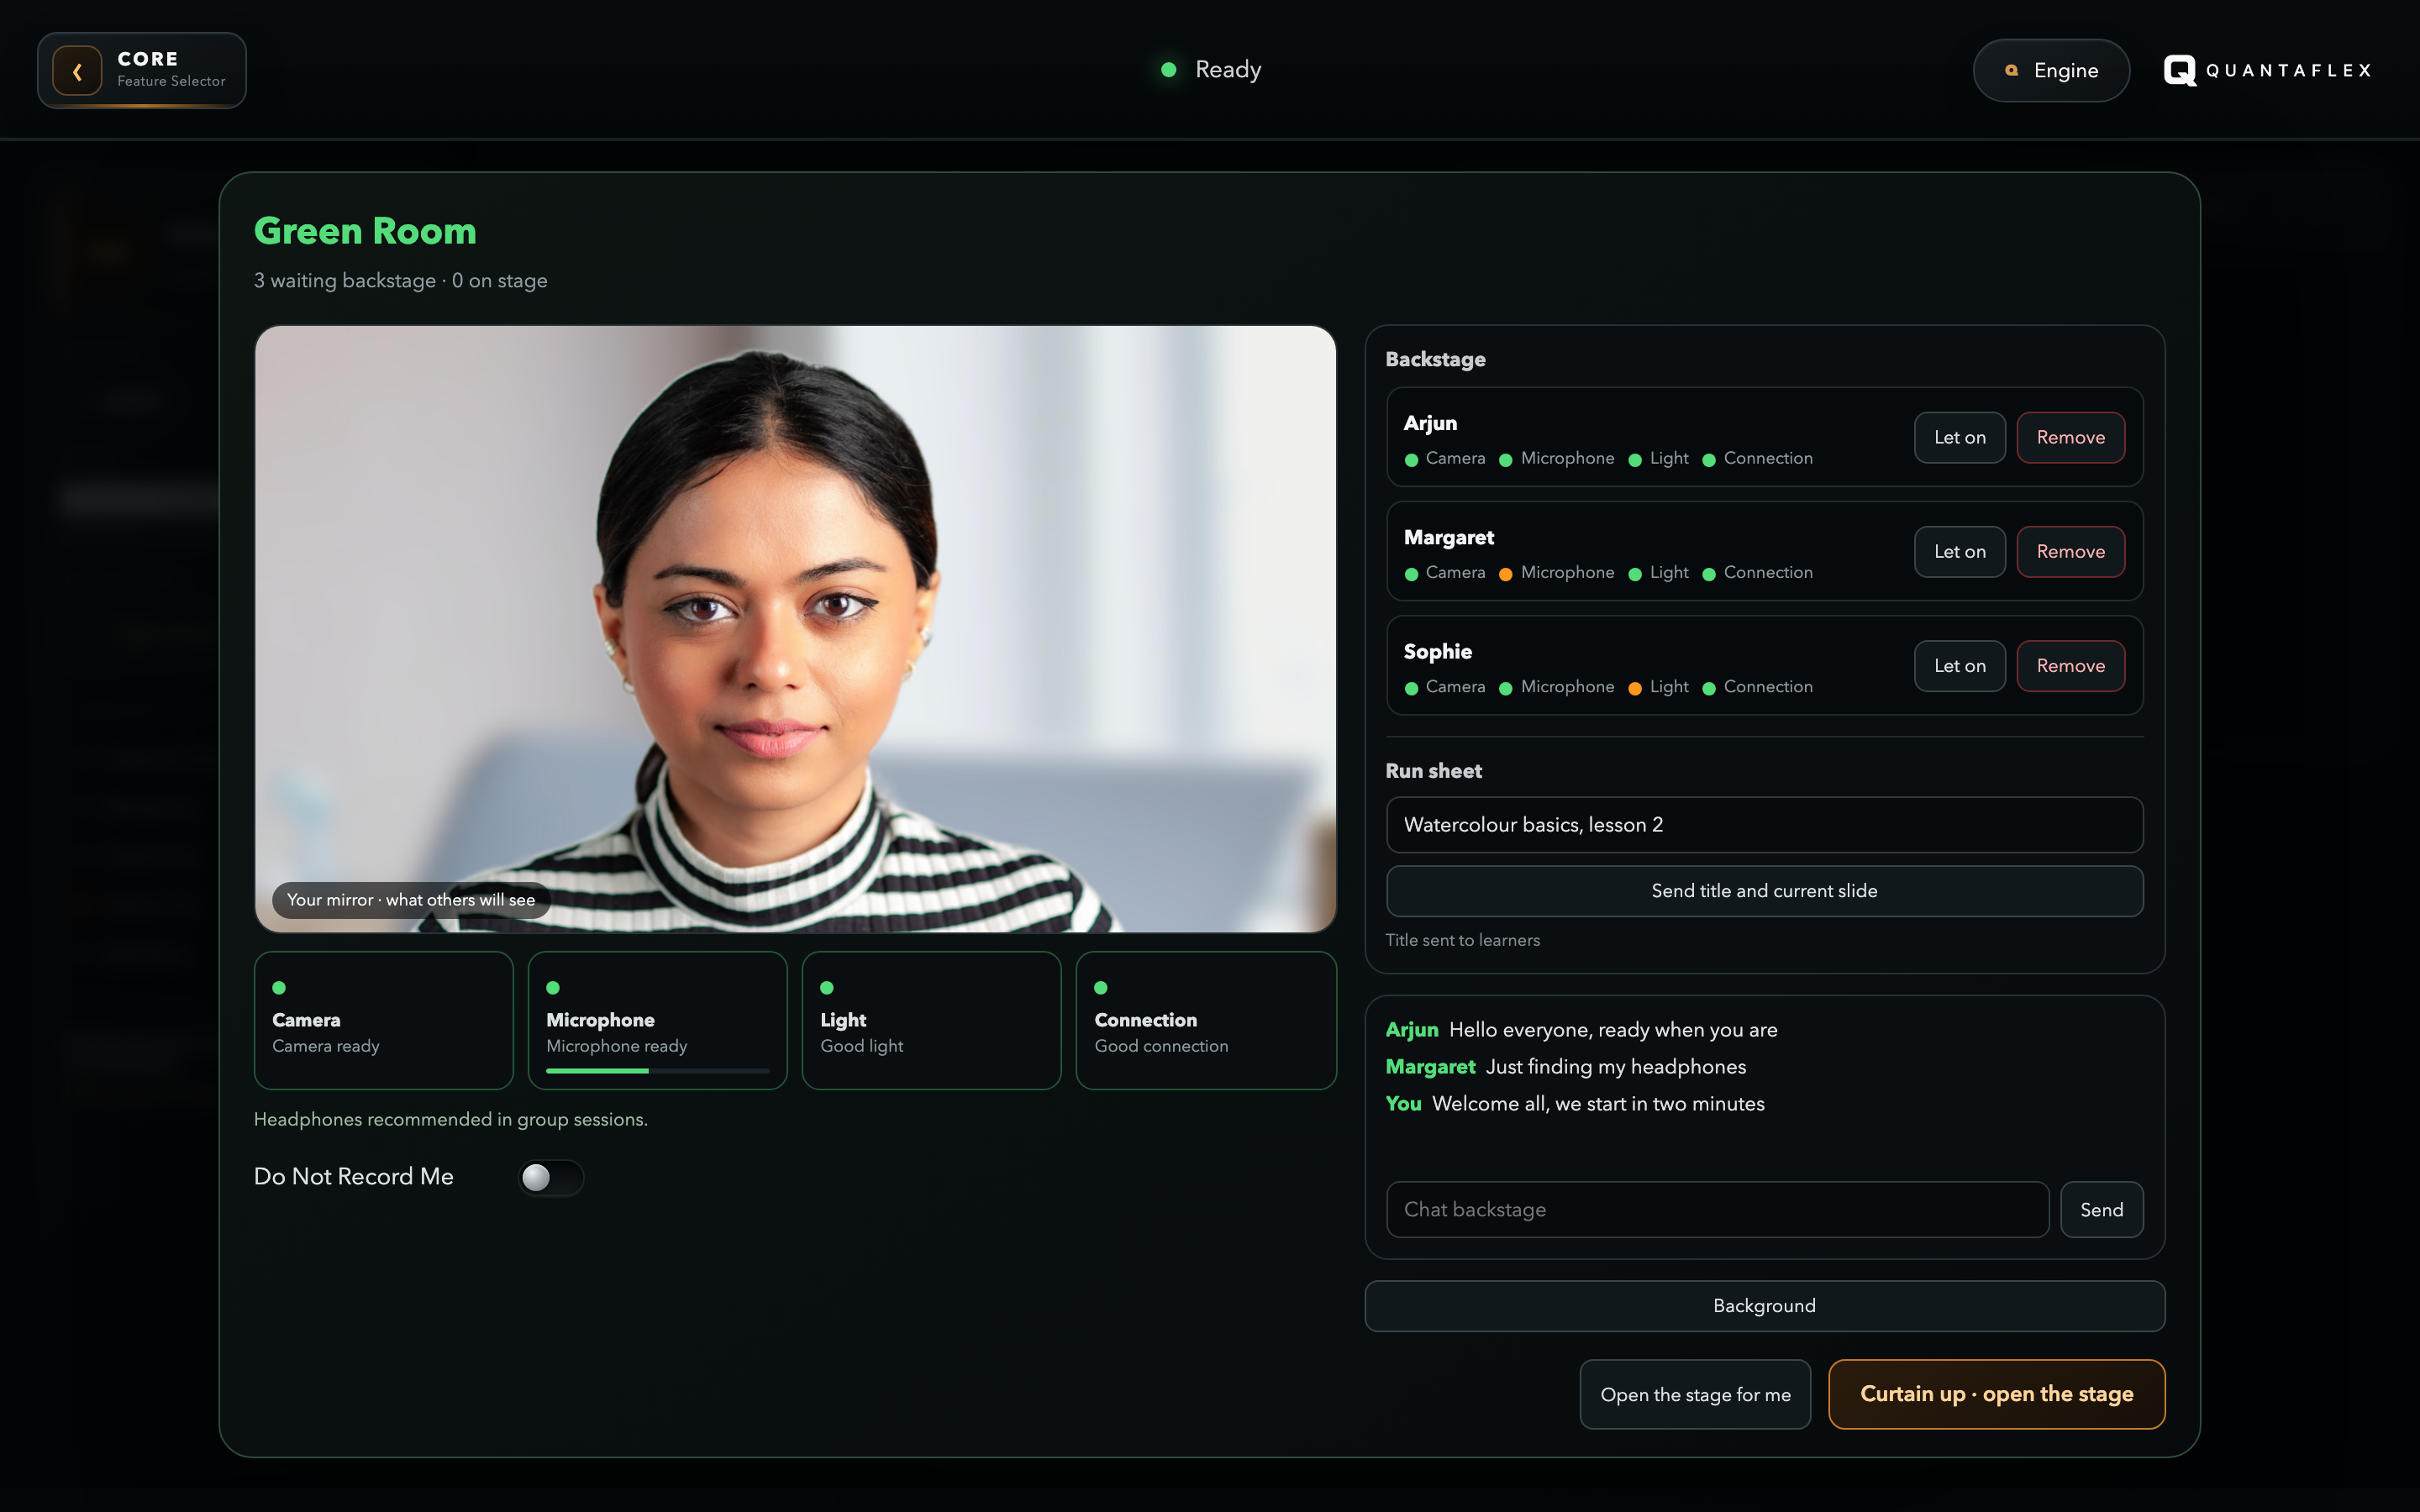 CORE
Feature Selector
Ready
Engine
QUANTAFLEX
Green Room
3 waiting backstage · 0 on stage
Your mirror · what others will see
Camera
Camera ready
Microphone
Microphone ready
Light
Good light
Connection
Good connection
Headphones recommended in group sessions.
Do Not Record Me
Backstage
Arjun
Camera Microphone Light Connection
Let on Remove
Margaret
Camera Microphone Light Connection
Let on Remove
Sophie
Camera Microphone Light Connection
Let on Remove
Run sheet
Watercolour basics, lesson 2
Send title and current slide
Title sent to learners
Arjun Hello everyone, ready when you are
Margaret Just finding my headphones
You Welcome all, we start in two minutes
Chat backstage
Send
Background
Open the stage for me
Curtain up · open the stage